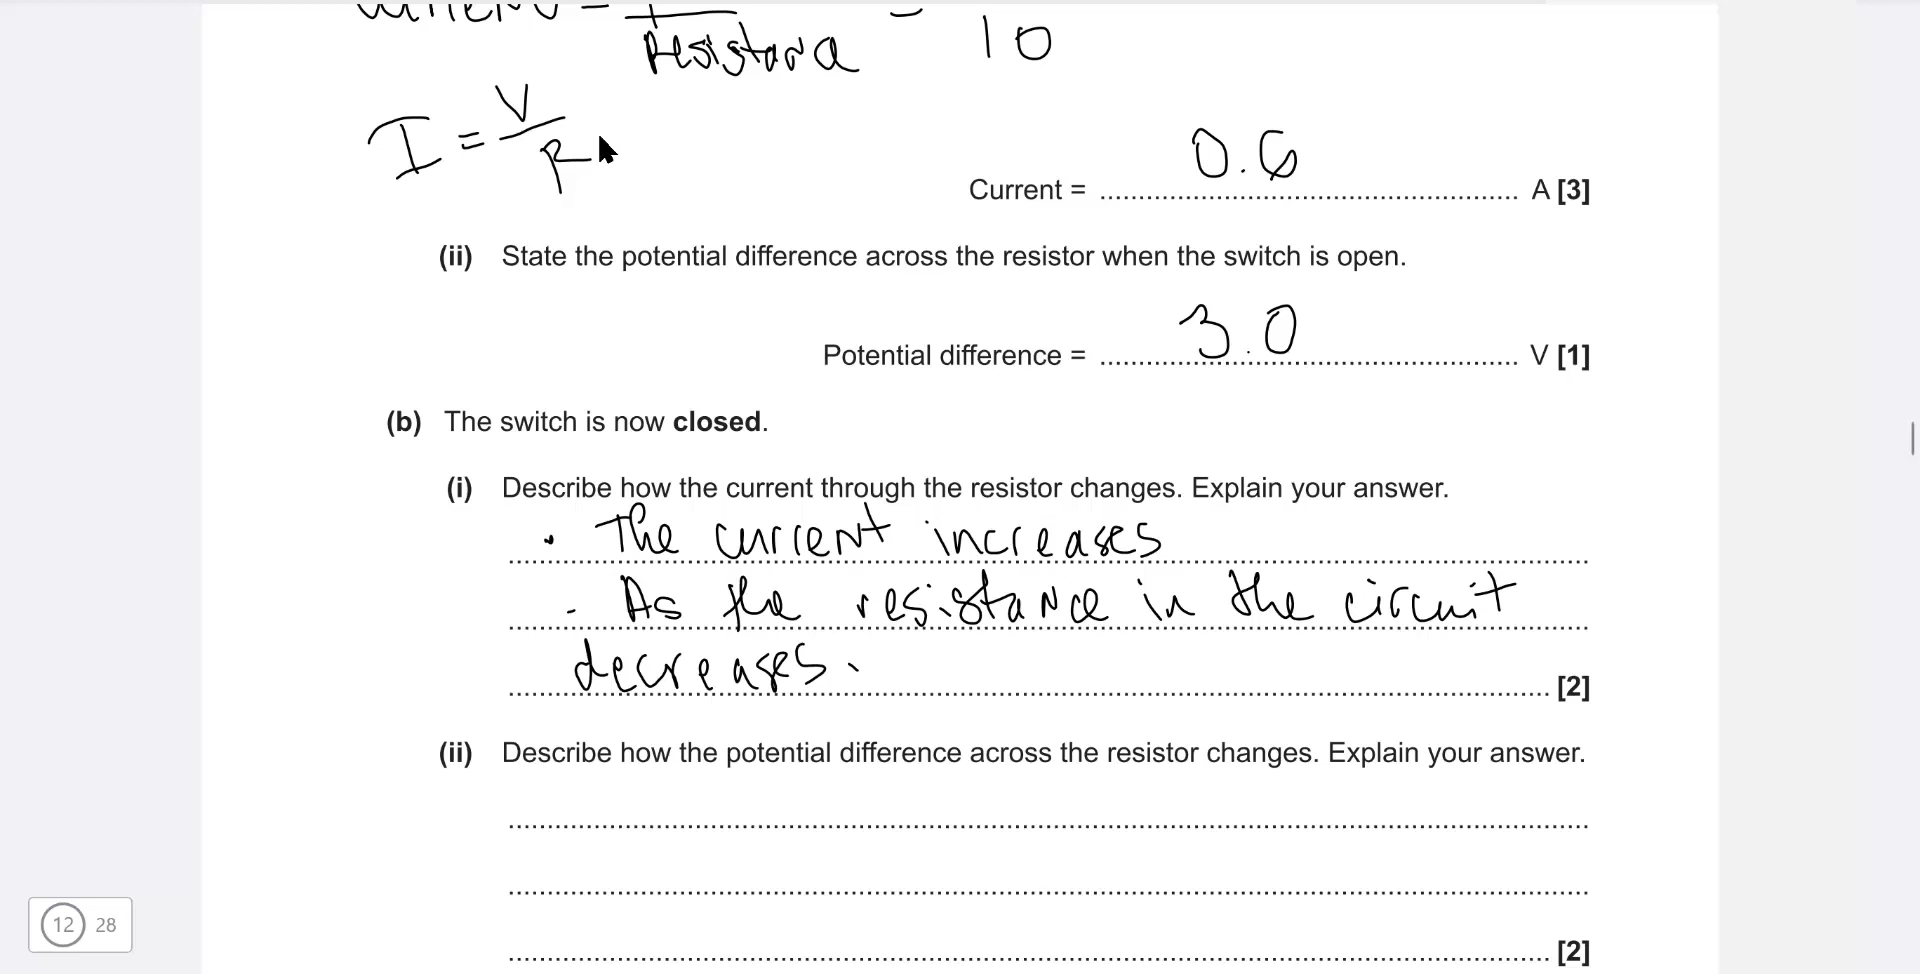 resistance 10
I = V/R
0.6
Current = ........ A [3]
(ii) State the potential difference across the resistor when the switch is open.
3.0
Potential difference = ........ V [1]
(b) The switch is now closed.
(i) Describe how the current through the resistor changes. Explain your answer.
. The current increases
. As the resistance in the circuit
decreases. [2]
(ii) Describe how the potential difference across the resistor changes. Explain your answer.
[2]
12 28